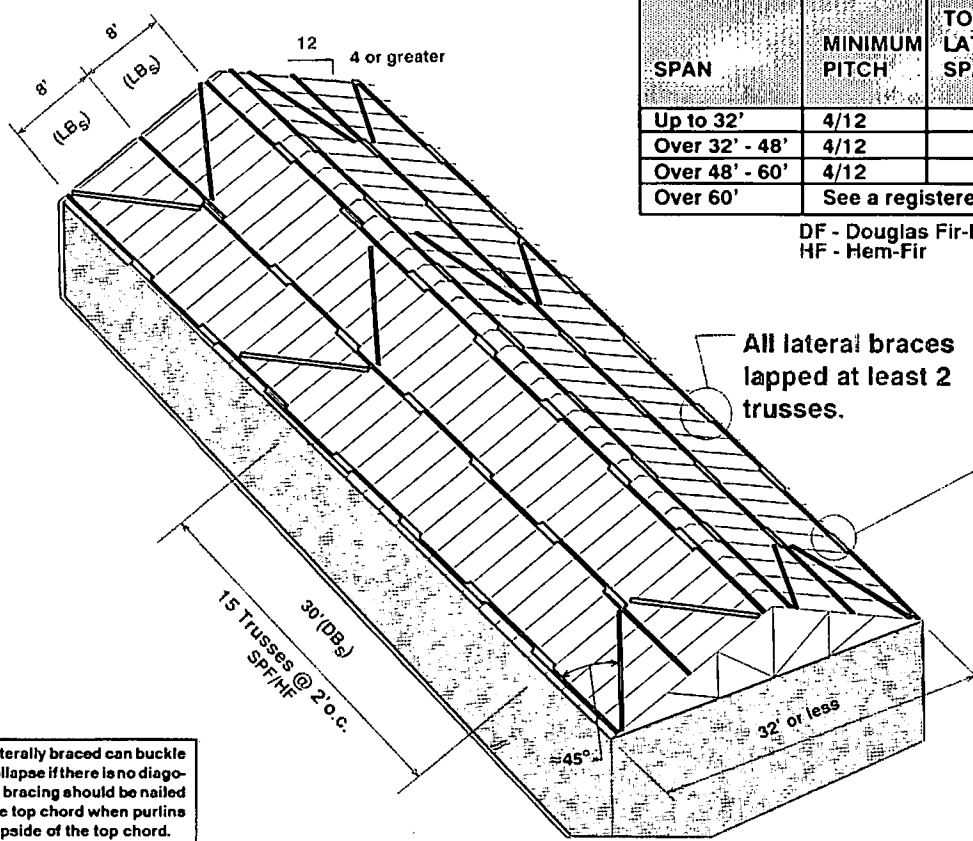 SPAN
MINIMUM
PITCH
Up to 32' 4/12
Over 32' - 48' 4/12
Over 48' - 60' 4/12
Over 60' See a registere
DF - Douglas Fir-
HF - Hem-Fir
8'
8'
(LBS)
(LBS)
12
4 or greater
All lateral braces
lapped at least 2
trusses.
30'(DBS)
15 Trusses @ 2'o.c.
SPF/HF
≈45°
32' or less
terally braced can buckle
ollapse if there is no diago-
bracing should be nailed
e top chord when purlins
pside of the top chord.